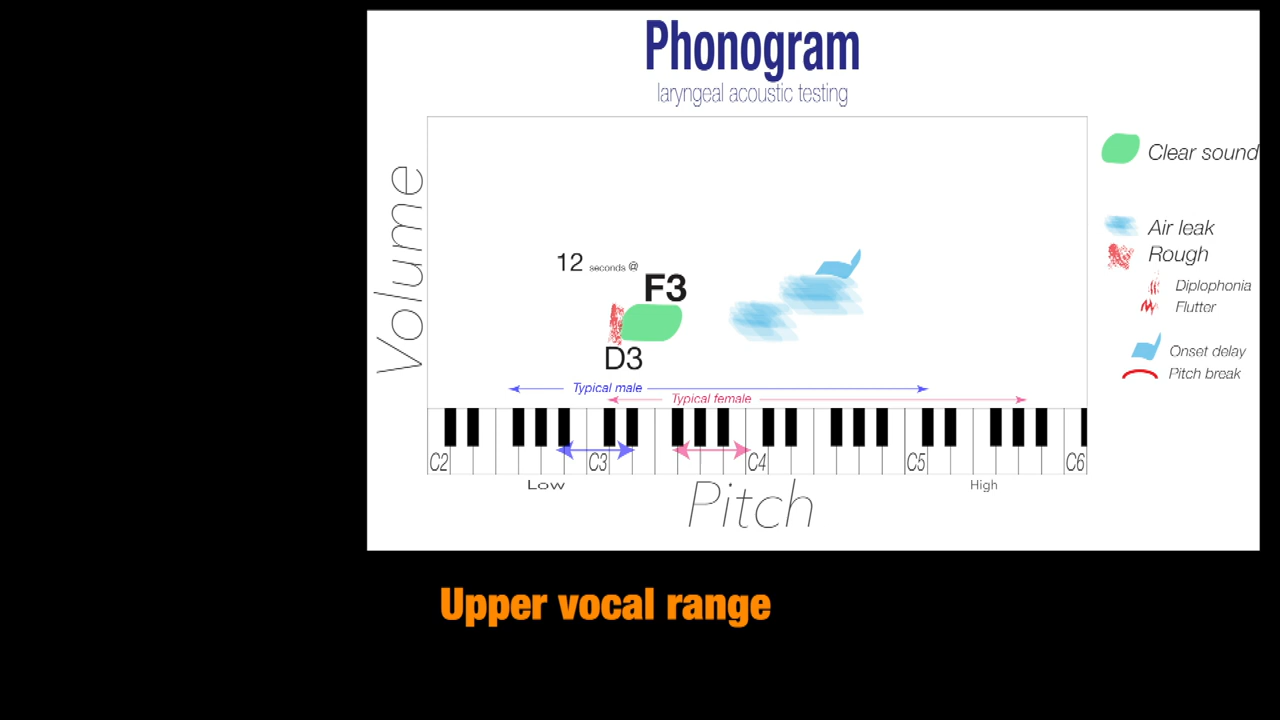 Phonogram
laryngeal acoustic testing
Volume
Clear sound
Air leak
Rough
Diplophonia
Flutter
Onset delay
Pitch break
12 seconds @
F3
D3
Typical male
Typical female
C2 C3 C4 C5 C6
Low High
Pitch
Upper vocal range